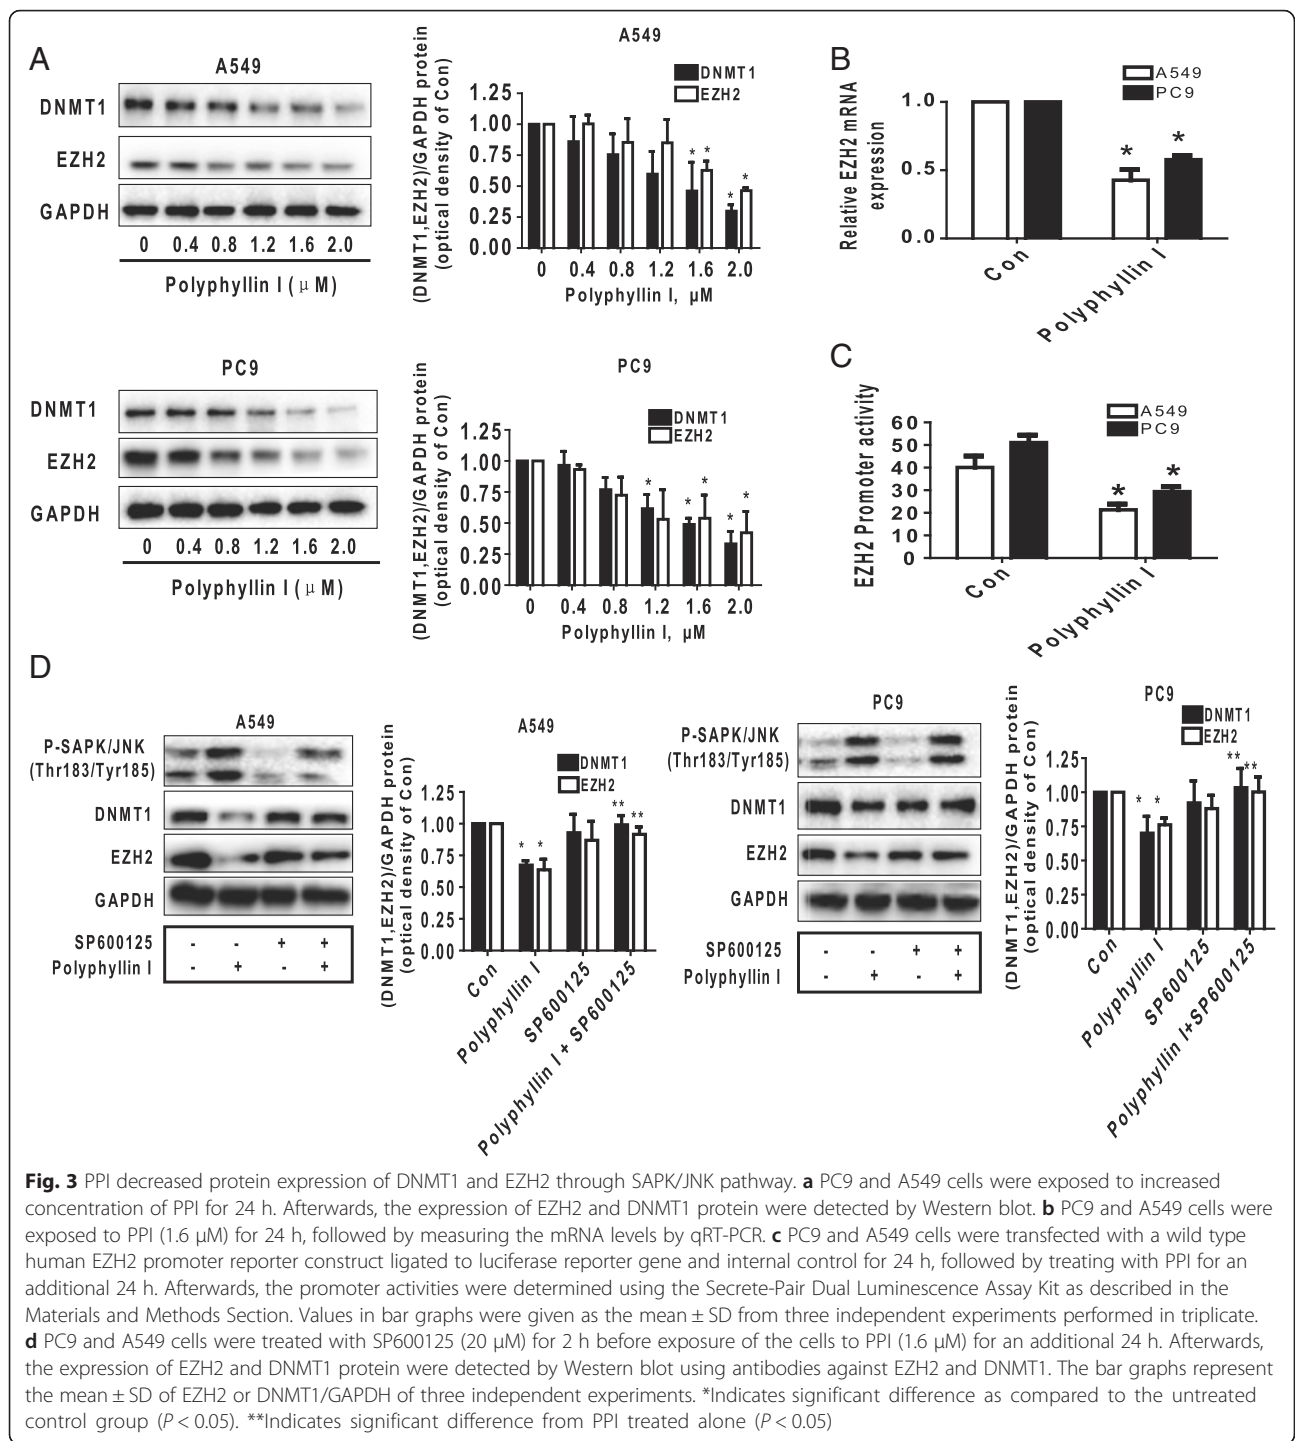 A
A549
DNMT1
EZH2
GAPDH
0 0.4 0.8 1.2 1.6 2.0
Polyphyllin I ( μ M)
A549
DNMT1
EZH2
(DNMT1,EZH2)/GAPDH protein
(optical density of Con)
1.25
1.00
0.75
0.50
0.25
0.00
* *
* *
0 0.4 0.8 1.2 1.6 2.0
Polyphyllin I, μM
B
A549
PC9
Relative EZH2 mRNA
expression
1.0
0.5
0.0
* *
Con
Polyphyllin I
PC9
DNMT1
EZH2
GAPDH
0 0.4 0.8 1.2 1.6 2.0
Polyphyllin I ( μ M)
PC9
DNMT1
EZH2
(DNMT1,EZH2)/GAPDH protein
(optical density of Con)
1.25
1.00
0.75
0.50
0.25
0.00
*
* *
* *
0 0.4 0.8 1.2 1.6 2.0
Polyphyllin I, μM
C
A549
PC9
EZH2 Promoter activity
60
50
40
30
20
10
0
* *
Con
Polyphyllin I
D
A549
P-SAPK/JNK
(Thr183/Tyr185)
DNMT1
EZH2
GAPDH
SP600125 - - + +
Polyphyllin I - + - +
A549
DNMT1
EZH2
(DNMT1,EZH2)/GAPDH protein
(optical density of Con)
1.25
1.00
0.75
0.50
0.25
0.00
* *
** **
Con
Polyphyllin I
SP600125
Polyphyllin I + SP600125
PC9
P-SAPK/JNK
(Thr183/Tyr185)
DNMT1
EZH2
GAPDH
SP600125 - - + +
Polyphyllin I - + - +
PC9
DNMT1
EZH2
(DNMT1,EZH2)/GAPDH protein
(optical density of Con)
1.25
1.00
0.75
0.50
0.25
0.00
* *
** **
Con
Polyphyllin I
SP600125
Polyphyllin I+SP600125
Fig. 3 PPI decreased protein expression of DNMT1 and EZH2 through SAPK/JNK pathway. a PC9 and A549 cells were exposed to increased
concentration of PPI for 24 h. Afterwards, the expression of EZH2 and DNMT1 protein were detected by Western blot. b PC9 and A549 cells were
exposed to PPI (1.6 μM) for 24 h, followed by measuring the mRNA levels by qRT-PCR. c PC9 and A549 cells were transfected with a wild type
human EZH2 promoter reporter construct ligated to luciferase reporter gene and internal control for 24 h, followed by treating with PPI for an
additional 24 h. Afterwards, the promoter activities were determined using the Secrete-Pair Dual Luminescence Assay Kit as described in the
Materials and Methods Section. Values in bar graphs were given as the mean ± SD from three independent experiments performed in triplicate.
d PC9 and A549 cells were treated with SP600125 (20 μM) for 2 h before exposure of the cells to PPI (1.6 μM) for an additional 24 h. Afterwards,
the expression of EZH2 and DNMT1 protein were detected by Western blot using antibodies against EZH2 and DNMT1. The bar graphs represent
the mean ± SD of EZH2 or DNMT1/GAPDH of three independent experiments. *Indicates significant difference as compared to the untreated
control group (P < 0.05). **Indicates significant difference from PPI treated alone (P < 0.05)